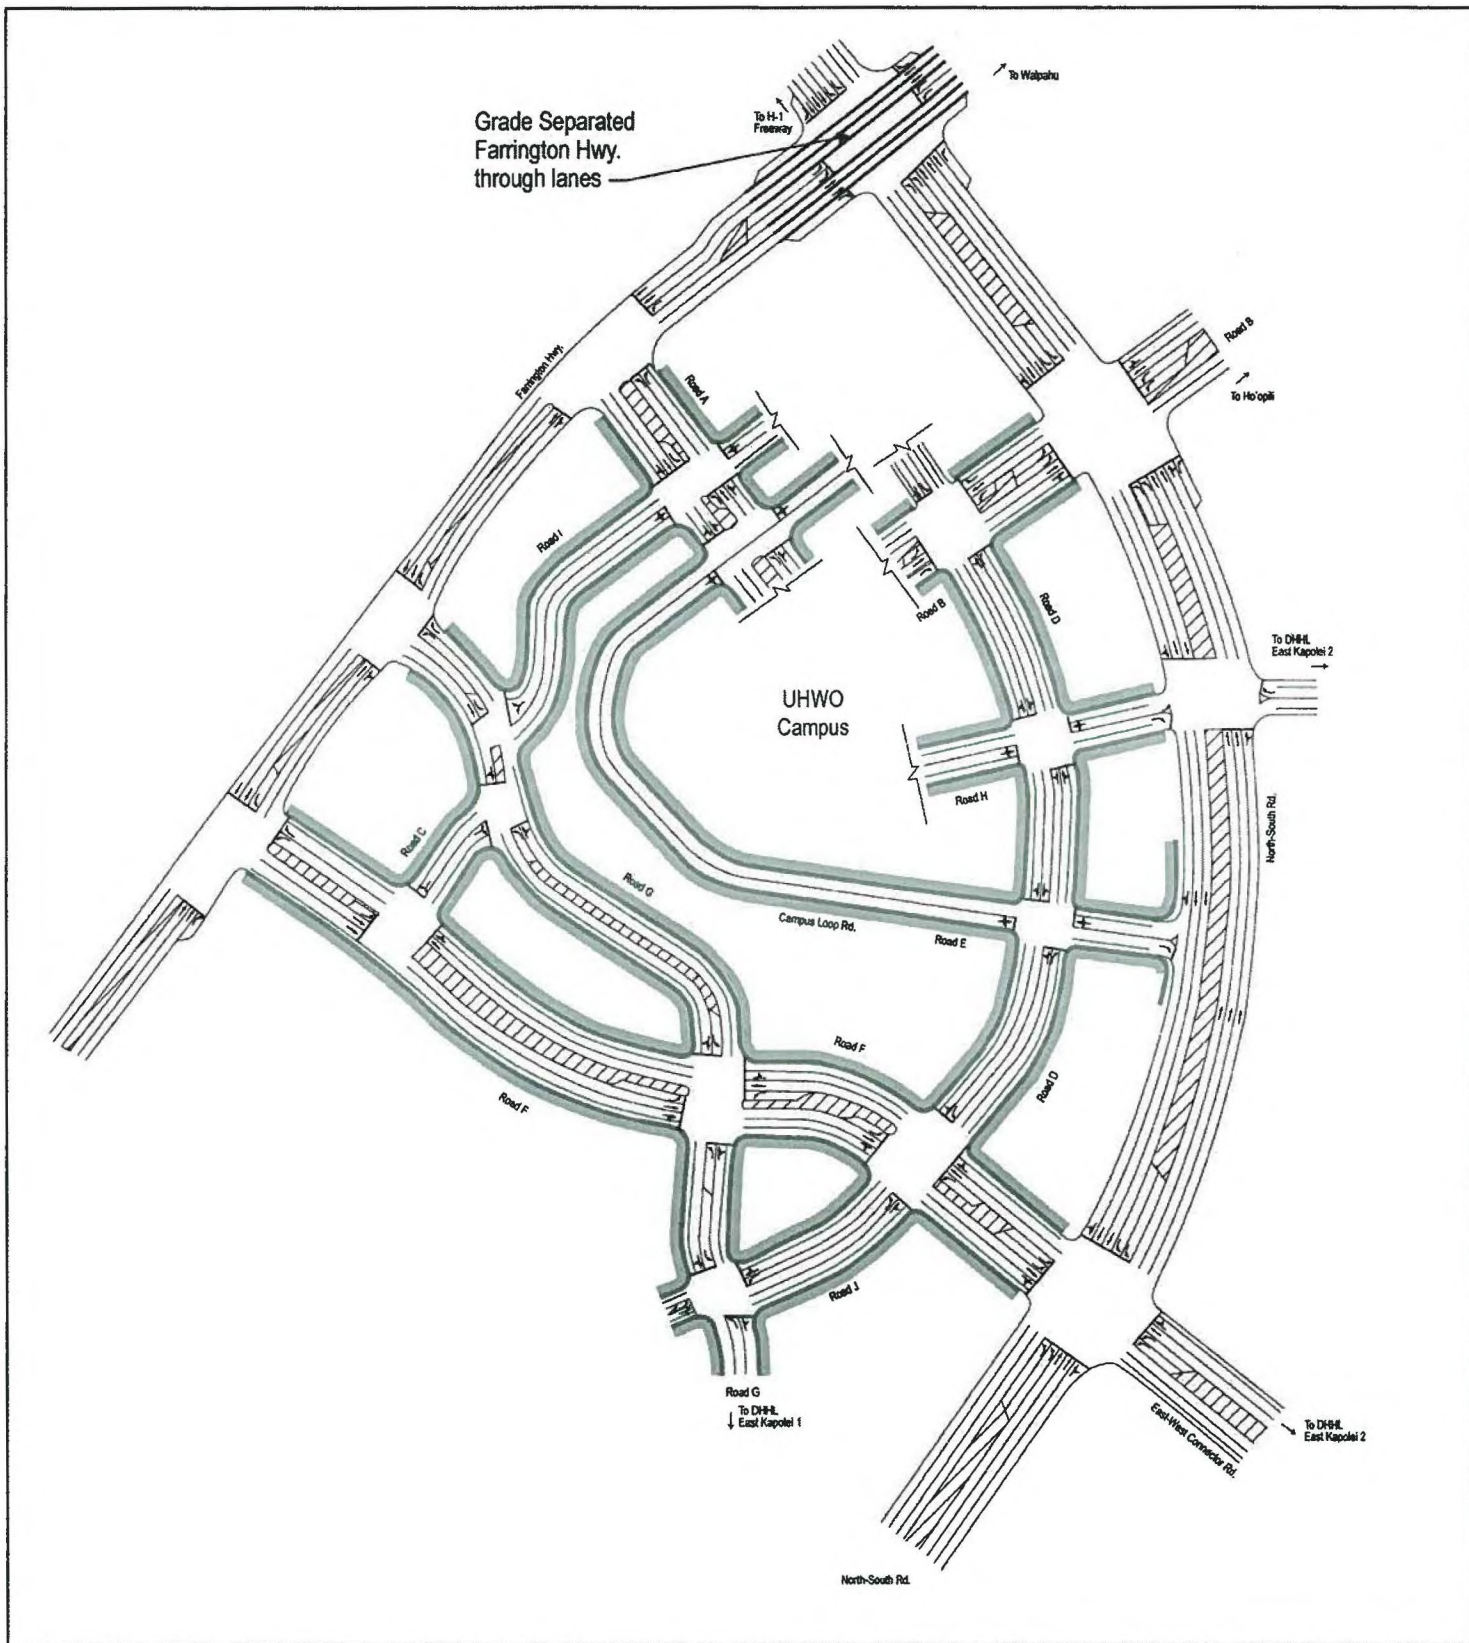 To Waipahu
To H-1
Freeway
Grade Separated
Farrington Hwy.
through lanes
Road B
To Ho'opili
Farrington Hwy.
Road A
Road I
Road B
Road D
To DHHL
East Kapolei 2
UHWO
Campus
Road H
North-South Rd.
Road C
Road G
Campus Loop Rd.
Road E
Road F
Road D
Road F
Road J
Road G
To DHHL
East Kapolei 1
To DHHL
East Kapolei 2
East-West Connector Rd.
North-South Rd.